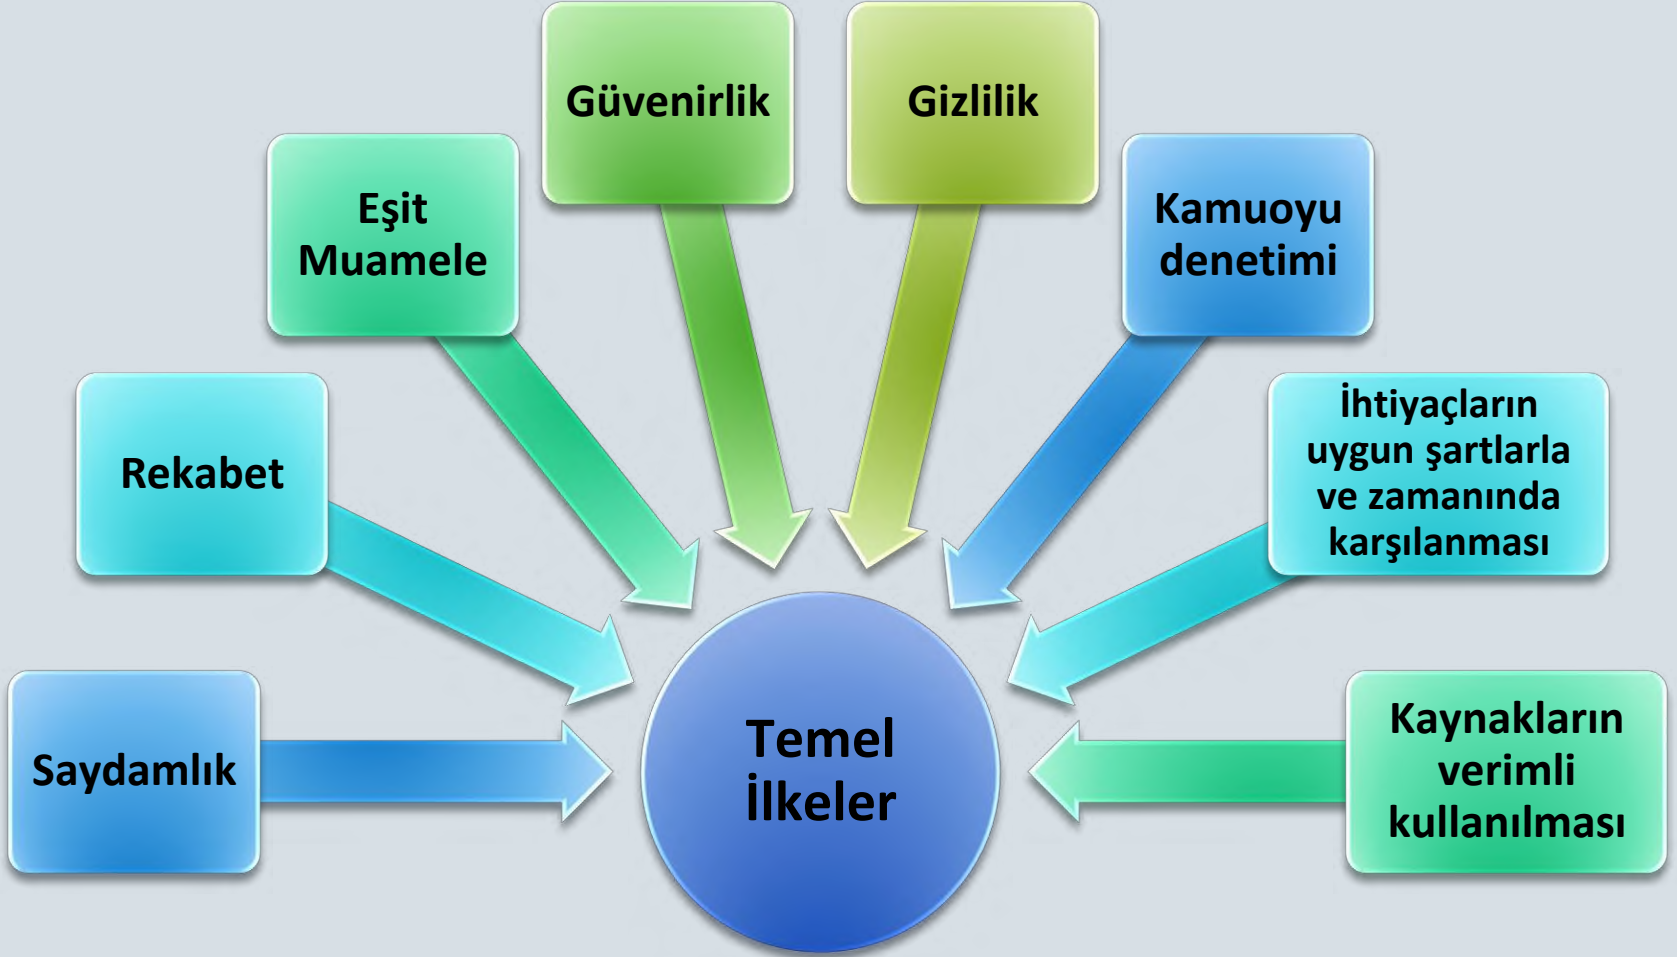 Güvenirlik
Gizlilik
Eşit
Muamele
Kamuoyu
denetimi
Rekabet
İhtiyaçların
uygun şartlarla
ve zamanında
karşılanması
Saydamlık
Temel
İlkeler
Kaynakların
verimli
kullanılması